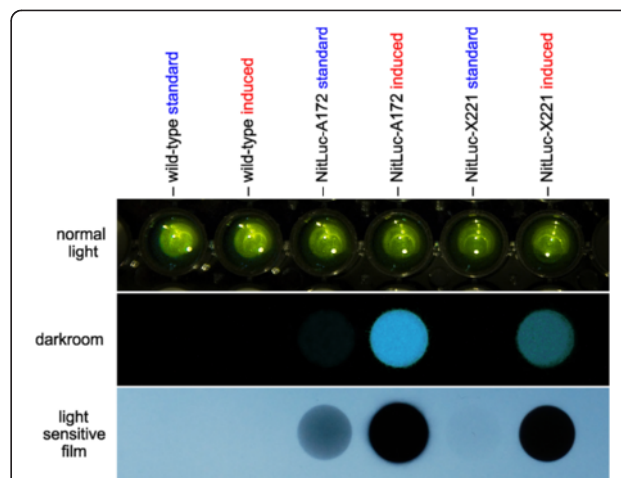 – wild-type standard
– wild-type induced
– NitLuc-A172 standard
– NitLuc-A172 induced
– NitLuc-X221 standard
– NitLuc-X221 induced
normal
light
darkroom
light
sensitive
film